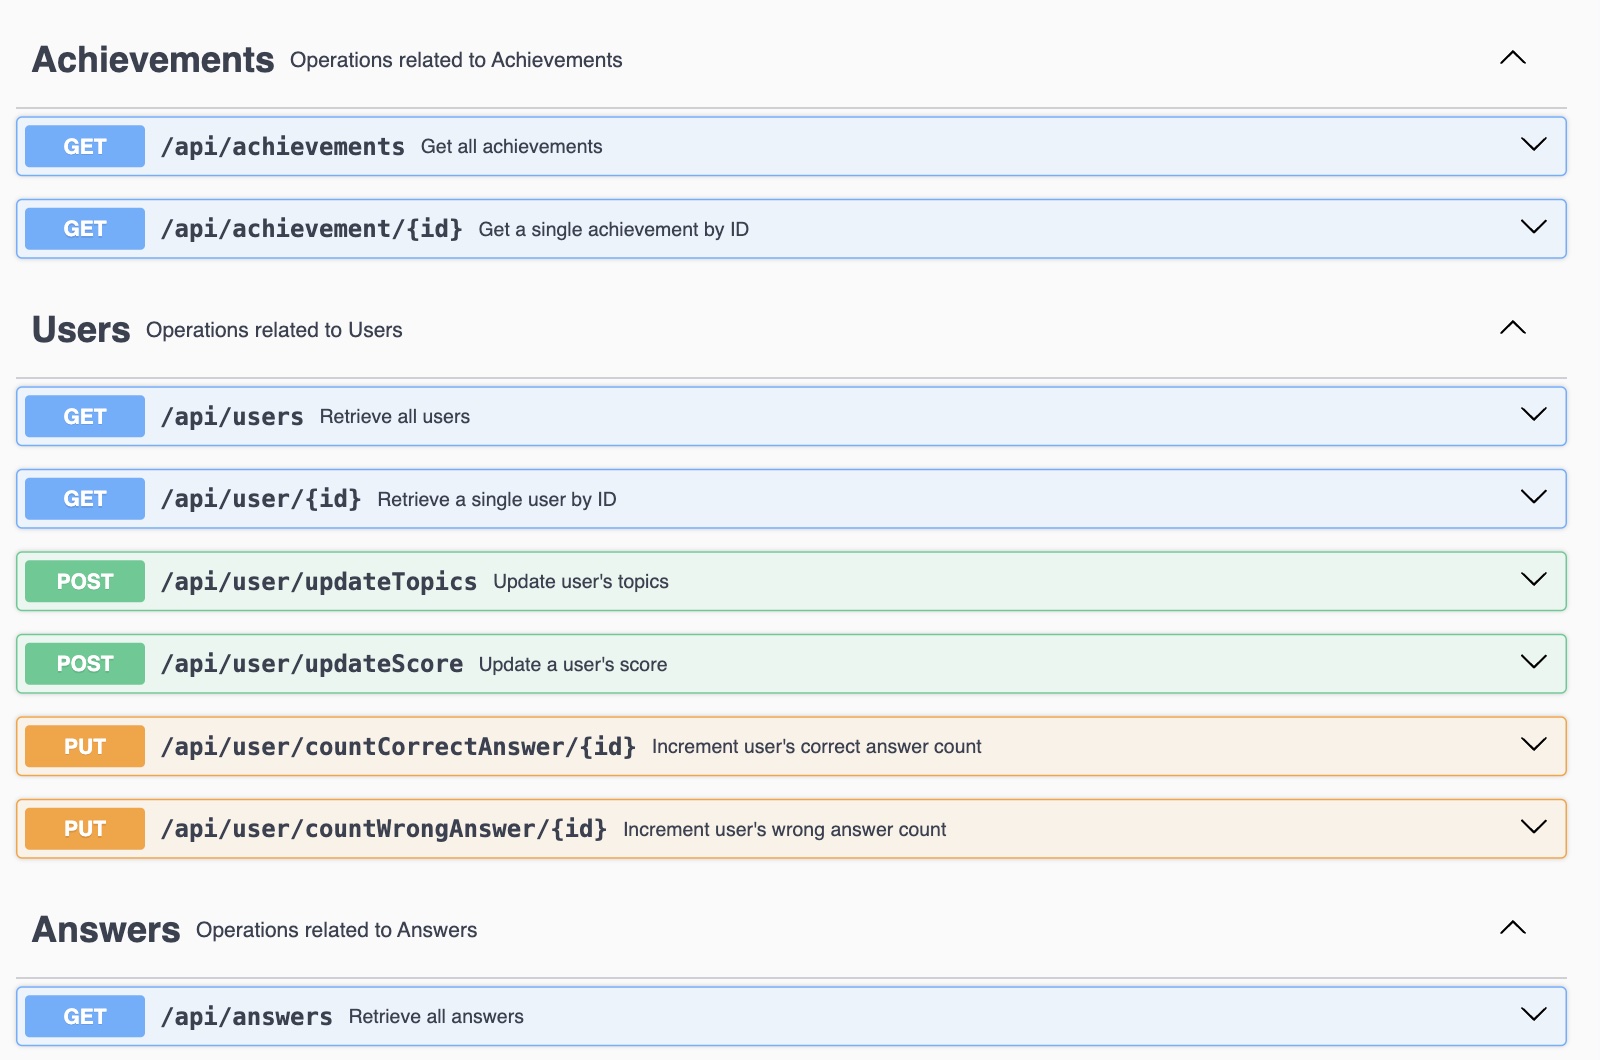 Achievements Operations related to Achievements
GET /api/achievements Get all achievements
GET /api/achievement/{id} Get a single achievement by ID
Users Operations related to Users
GET /api/users Retrieve all users
GET /api/user/{id} Retrieve a single user by ID
POST /api/user/updateTopics Update user's topics
POST /api/user/updateScore Update a user's score
PUT /api/user/countCorrectAnswer/{id} Increment user's correct answer count
PUT /api/user/countWrongAnswer/{id} Increment user's wrong answer count
Answers Operations related to Answers
GET /api/answers Retrieve all answers